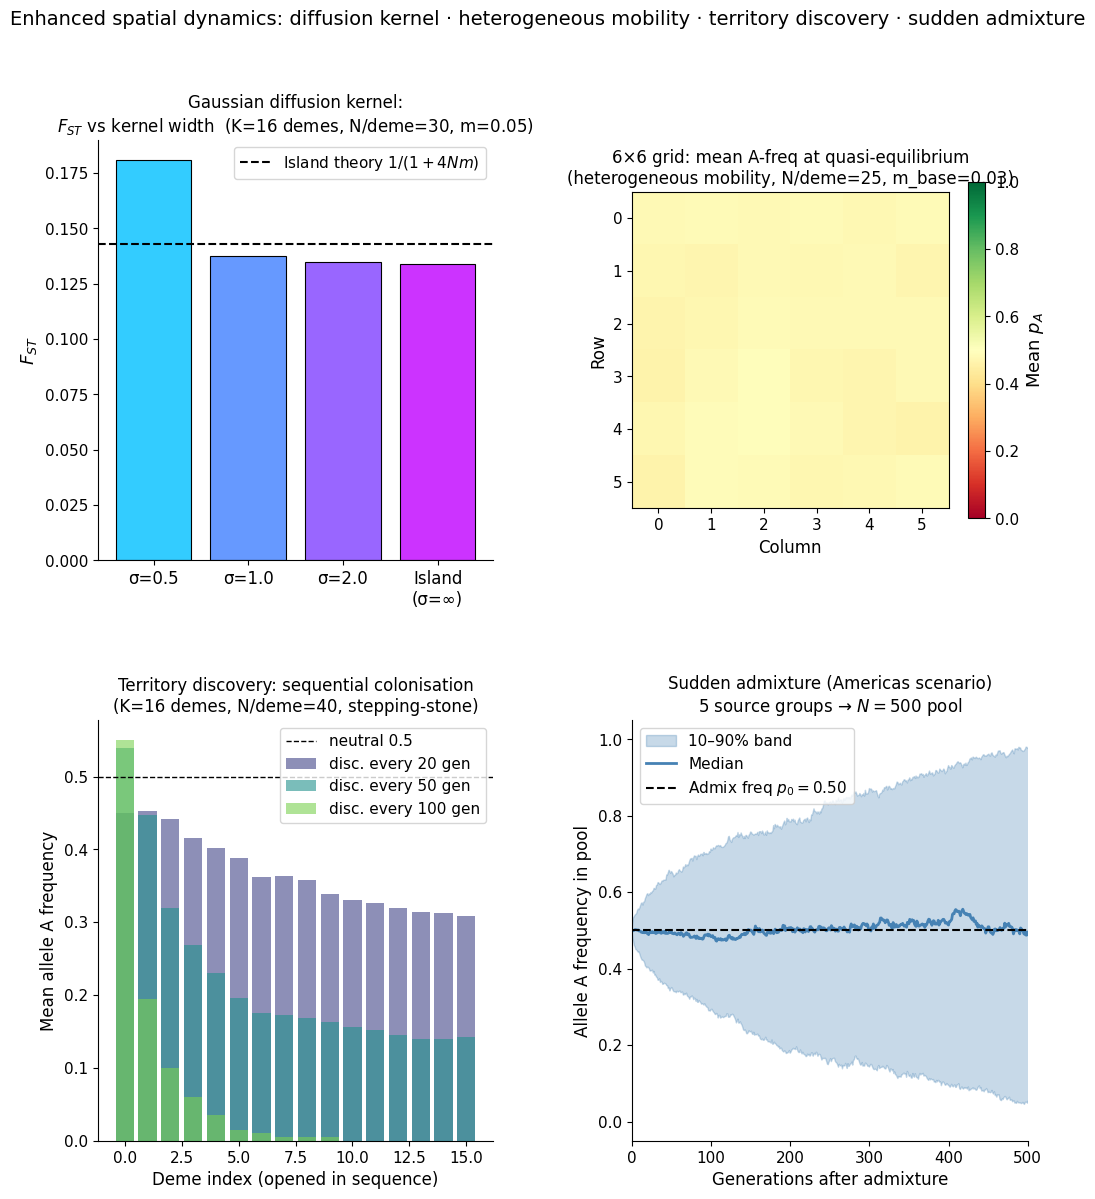 Enhanced spatial dynamics: diffusion kernel · heterogeneous mobility · territory discovery · sudden admixture
Gaussian diffusion kernel:
F_ST vs kernel width (K=16 demes, N/deme=30, m=0.05)
Island theory 1/(1 + 4Nm)
0.175
0.150
0.125
0.100
0.075
0.050
0.025
0.000
F_ST
σ=0.5
σ=1.0
σ=2.0
Island
(σ=∞)
6×6 grid: mean A-freq at quasi-equilibrium
(heterogeneous mobility, N/deme=25, m_base=0.03)
0
1
2
3
4
5
Row
0
1
2
3
4
5
Column
1.0
0.8
0.6
0.4
0.2
0.0
Mean p_A
Territory discovery: sequential colonisation
(K=16 demes, N/deme=40, stepping-stone)
neutral 0.5
disc. every 20 gen
disc. every 50 gen
disc. every 100 gen
0.5
0.4
0.3
0.2
0.1
0.0
Mean allele A frequency
0.0
2.5
5.0
7.5
10.0
12.5
15.0
Deme index (opened in sequence)
Sudden admixture (Americas scenario)
5 source groups → N = 500 pool
10–90% band
Median
Admix freq p_0 = 0.50
1.0
0.8
0.6
0.4
0.2
0.0
Allele A frequency in pool
0
100
200
300
400
500
Generations after admixture